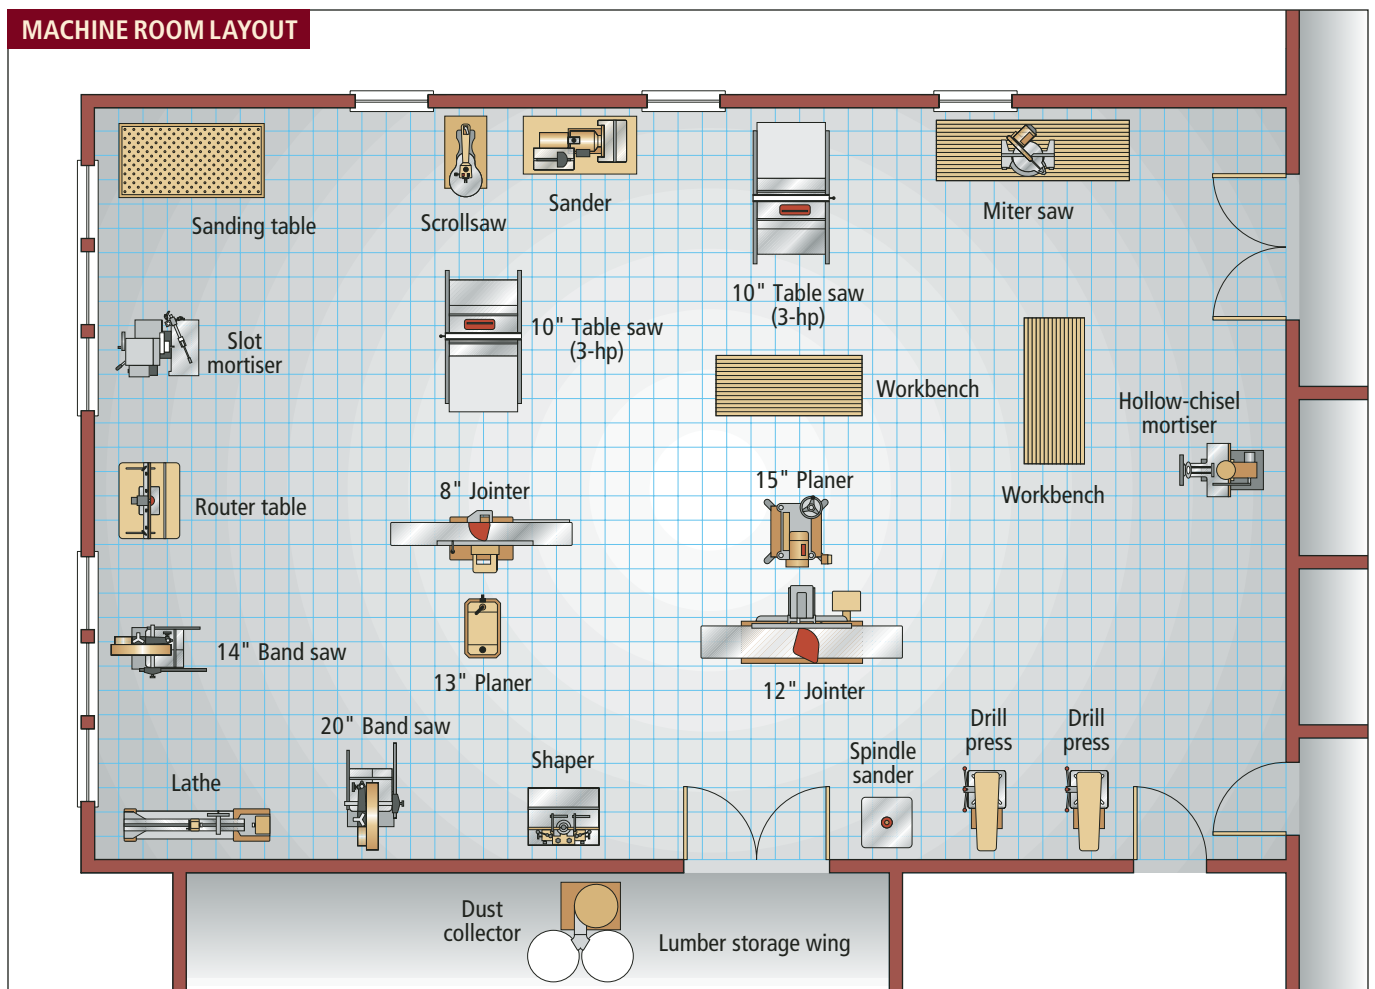 MACHINE ROOM LAYOUT
Sanding table
Scrollsaw
Sander
Miter saw
10" Table saw
(3-hp)
10" Table saw
(3-hp)
Slot
mortiser
Workbench
Hollow-chisel
mortiser
Router table
8" Jointer
15" Planer
Workbench
14" Band saw
13" Planer
12" Jointer
20" Band saw
Drill
press
Drill
press
Lathe
Shaper
Spindle
sander
Dust
collector
Lumber storage wing